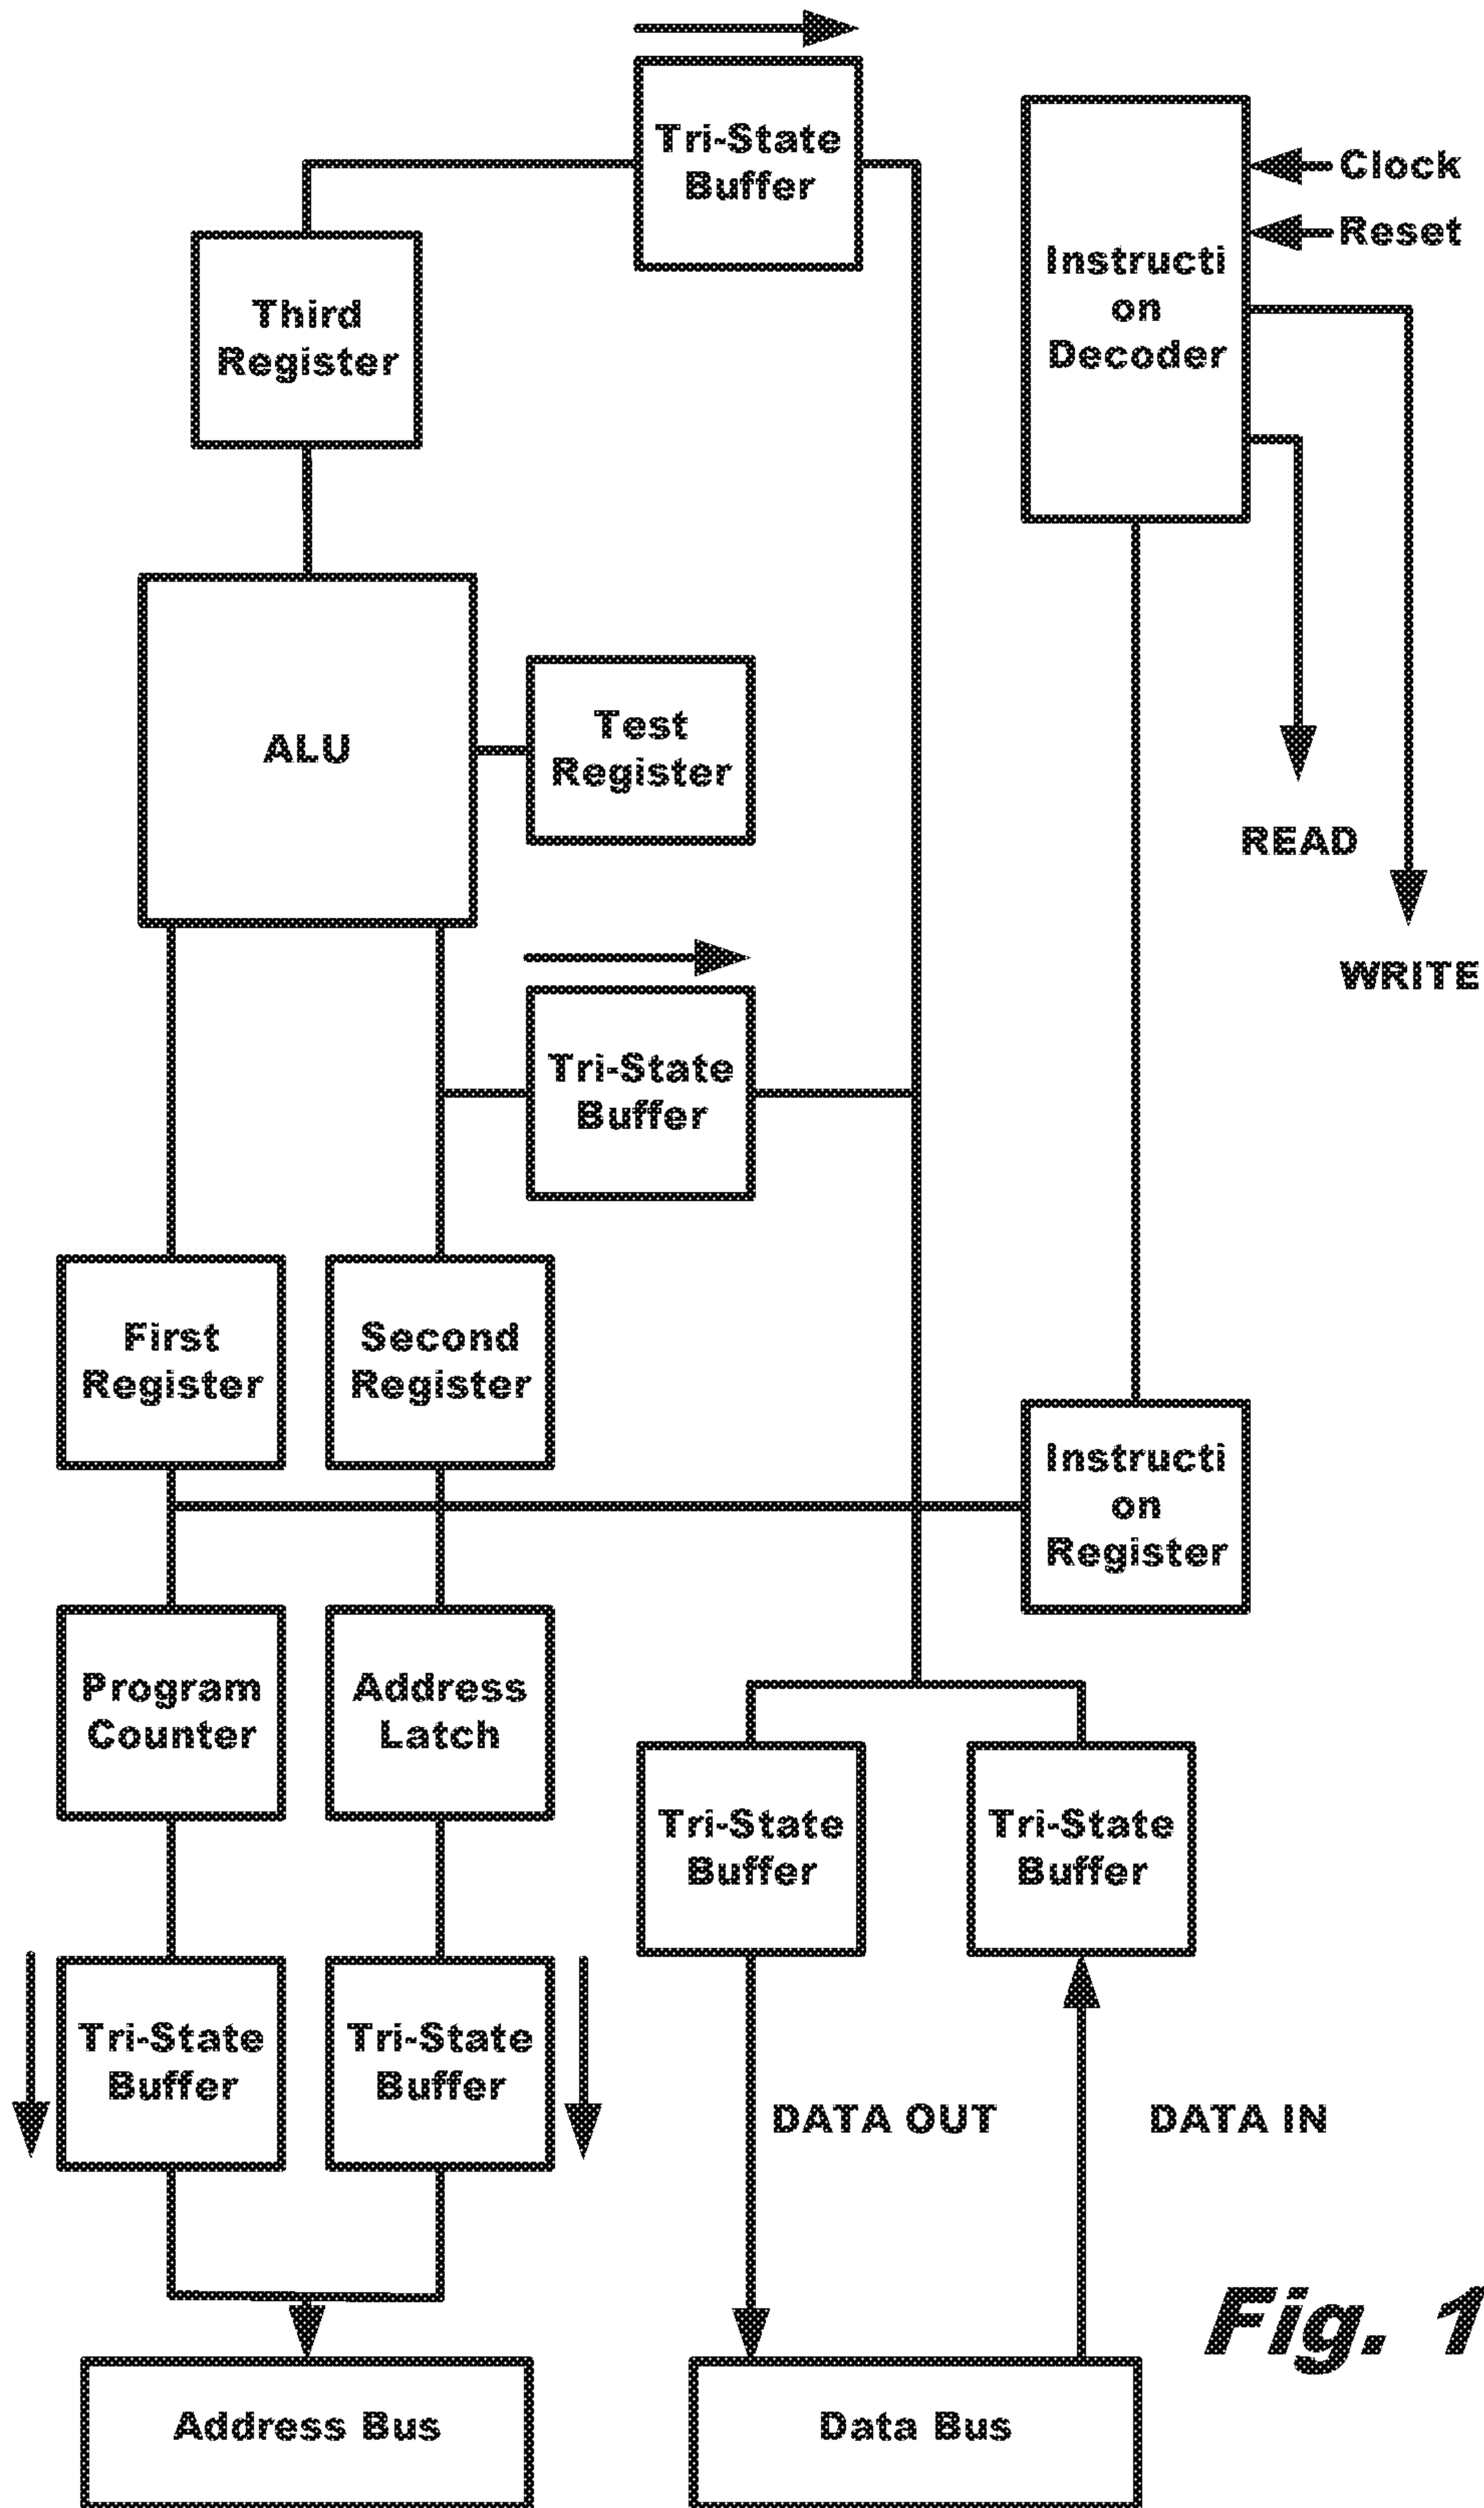 Tri-State
Buffer
Clock
Reset
Instructi
on
Decoder
Third
Register
ALU
Test
Register
READ
WRITE
Tri-State
Buffer
First
Register
Second
Register
Instructi
on
Register
Program
Counter
Address
Latch
Tri-State
Buffer
Tri-State
Buffer
Tri-State
Buffer
Tri-State
Buffer
DATA OUT
DATA IN
Fig. 1
Address Bus
Data Bus